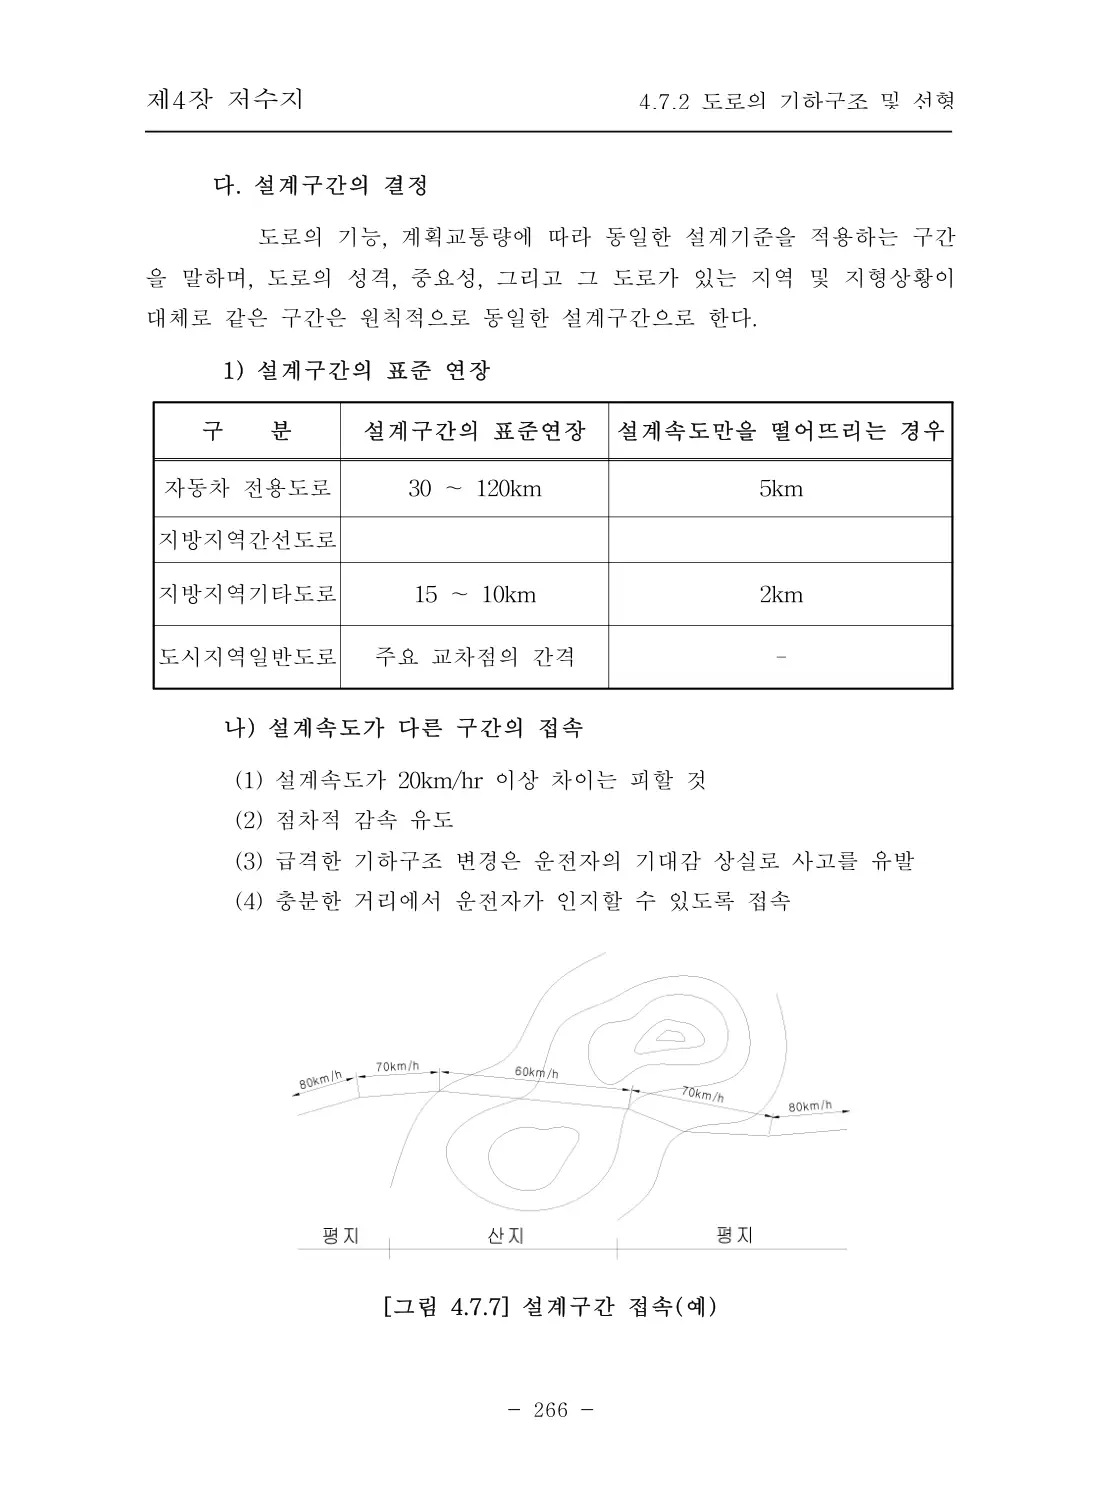 제4장 저수지
4.7.2 도로의 기하구조 및 선형
다. 설계구간의 결정
도로의 기능, 계획교통량에 따라 동일한 설계기준을 적용하는 구간
을 말하며, 도로의 성격, 중요성, 그리고 그 도로가 있는 지역 및 지형상황이
대체로 같은 구간은 원칙적으로 동일한 설계구간으로 한다.
1) 설계구간의 표준 연장
구 분 설계구간의 표준연장 설계속도만을 떨어뜨리는 경우
자동차 전용도로 30 ~ 120km 5km
지방지역간선도로
지방지역기타도로 15 ~ 10km 2km
도시지역일반도로 주요 교차점의 간격 -
나) 설계속도가 다른 구간의 접속
(1) 설계속도가 20km/hr 이상 차이는 피할 것
(2) 점차적 감속 유도
(3) 급격한 기하구조 변경은 운전자의 기대감 상실로 사고를 유발
(4) 충분한 거리에서 운전자가 인지할 수 있도록 접속
80km/h 70km/h 60km/h 70km/h 80km/h
평지 산지 평지
[그림 4.7.7] 설계구간 접속(예)
- 266 -